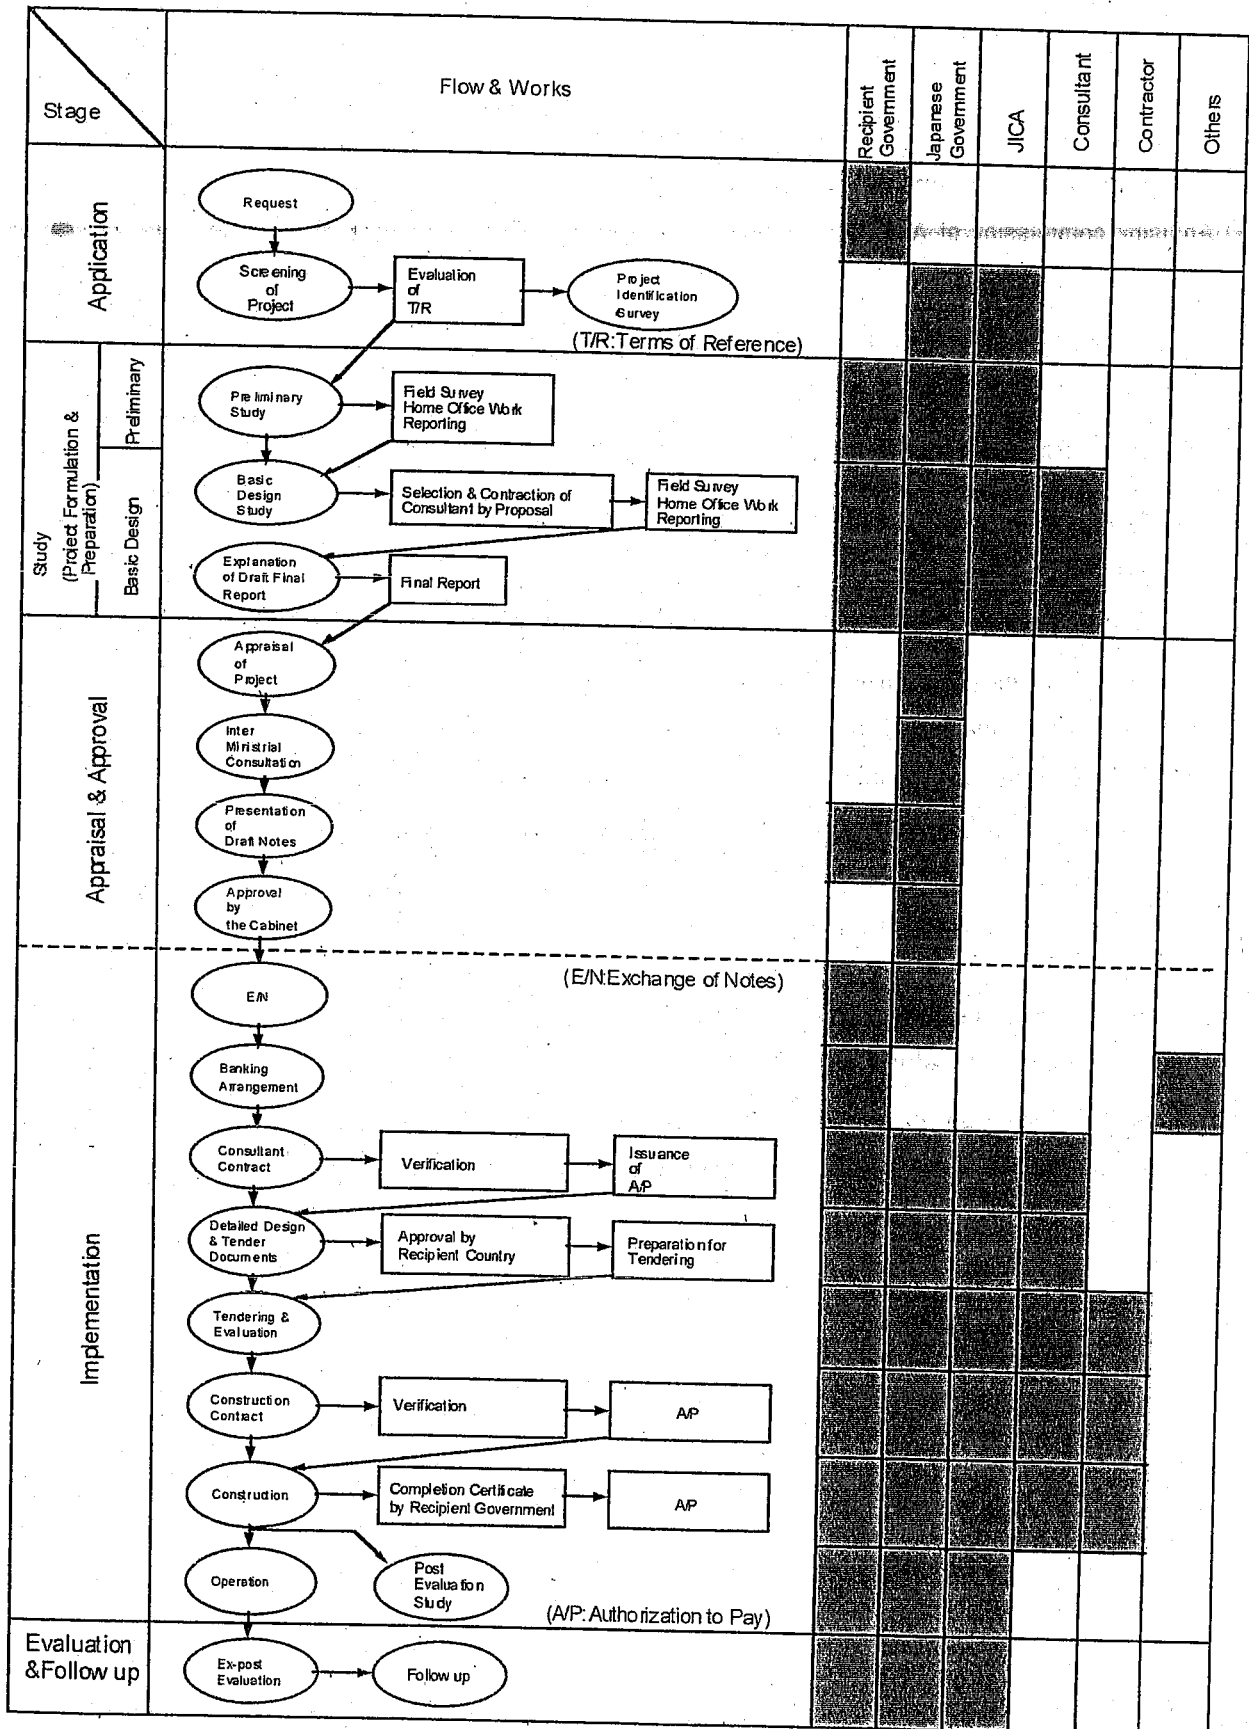 Stage
Flow & Works
Recipient
Government
Japanese
Government
JICA
Consultant
Contractor
Others
Application
Request
Screening
of
Project
Evaluation
of
T/R
Project
Identification
Survey
(T/R:Terms of Reference)
Study
(Project Formulation &
Preparation)
Preliminary
Preliminary
Study
Field Survey
Home Office Work
Reporting
Basic Design
Basic
Design
Study
Selection & Contraction of
Consultant by Proposal
Field Survey
Home Office Work
Reporting
Explanation
of Draft Final
Report
Final Report
Appraisal & Approval
Appraisal
of
Project
Inter
Ministrial
Consultation
Presentation
of
Draft Notes
Approval
by
the Cabinet
Implementation
(E/N:Exchange of Notes)
E/N
Banking
Arrangement
Consultant
Contract
Verification
Issuance
of
A/P
Detailed Design
& Tender
Documents
Approval by
Recipient Country
Preparation for
Tendering
Tendering &
Evaluation
Construction
Contract
Verification
A/P
Construction
Completion Certificate
by Recipient Government
A/P
Operation
Post
Evaluation
Study
(A/P: Authorization to Pay)
Evaluation
&Follow up
Ex-post
Evaluation
Follow up